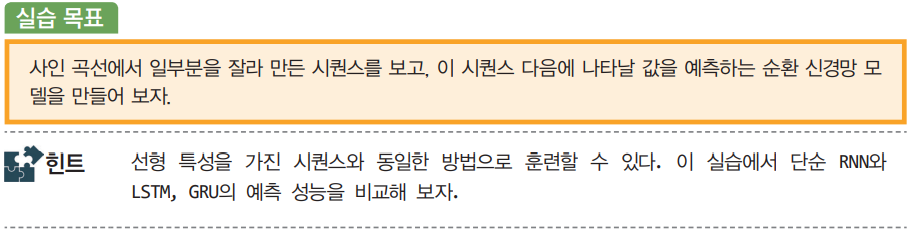 실습 목표
사인 곡선에서 일부분을 잘라 만든 시퀀스를 보고, 이 시퀀스 다음에 나타날 값을 예측하는 순환 신경망 모
델을 만들어 보자.
힌트 선형 특성을 가진 시퀀스와 동일한 방법으로 훈련할 수 있다. 이 실습에서 단순 RNN와
LSTM, GRU의 예측 성능을 비교해 보자.